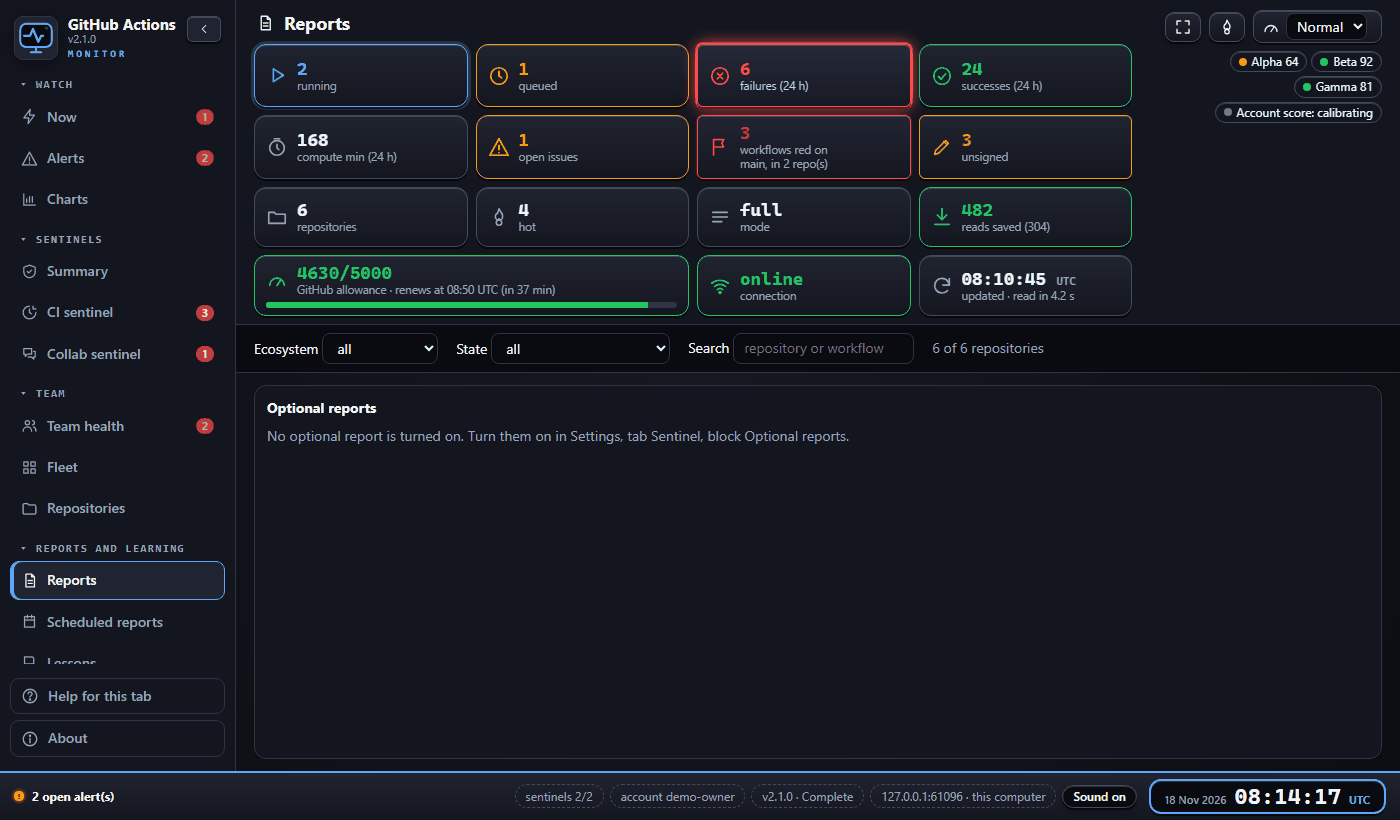 GitHub Actions
v2.1.0
MONITOR
WATCH
Now 1
Alerts 2
Charts
SENTINELS
Summary
CI sentinel 3
Collab sentinel 1
TEAM
Team health 2
Fleet
Repositories
REPORTS AND LEARNING
Reports
Scheduled reports
Lessons
Help for this tab
About
Reports
Normal
Alpha 64
Beta 92
Gamma 81
Account score: calibrating
2
running
1
queued
6
failures (24 h)
24
successes (24 h)
168
compute min (24 h)
1
open issues
3
workflows red on
main, in 2 repo(s)
3
unsigned
6
repositories
4
hot
full
mode
482
reads saved (304)
4630/5000
GitHub allowance · renews at 08:50 UTC (in 37 min)
online
connection
08:10:45 UTC
updated · read in 4.2 s
Ecosystem all State all Search repository or workflow 6 of 6 repositories
Optional reports
No optional report is turned on. Turn them on in Settings, tab Sentinel, block Optional reports.
2 open alert(s)
sentinels 2/2
account demo-owner
v2.1.0 · Complete
127.0.0.1:61096 · this computer
Sound on
18 Nov 2026 08:14:17 UTC